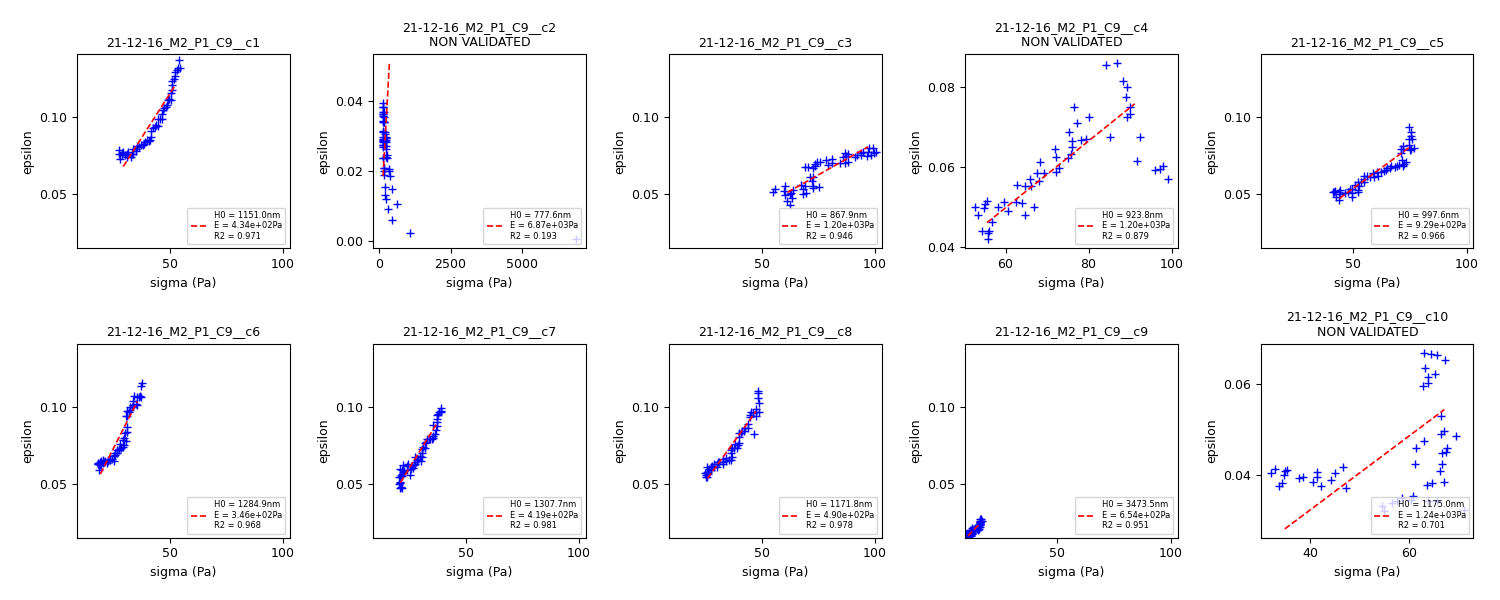 21-12-16_M2_P1_C9__c1
epsilon
0.10
0.05
H0 = 1151.0nm
E = 4.34e+02Pa
R2 = 0.971
50
100
sigma (Pa)
21-12-16_M2_P1_C9__c2
NON VALIDATED
epsilon
0.04
0.02
0.00
H0 = 777.6nm
E = 6.87e+03Pa
R2 = 0.193
0
2500
5000
sigma (Pa)
21-12-16_M2_P1_C9__c3
epsilon
0.10
0.05
H0 = 867.9nm
E = 1.20e+03Pa
R2 = 0.946
50
100
sigma (Pa)
21-12-16_M2_P1_C9__c4
NON VALIDATED
epsilon
0.08
0.06
0.04
H0 = 923.8nm
E = 1.20e+03Pa
R2 = 0.879
60
80
100
sigma (Pa)
21-12-16_M2_P1_C9__c5
epsilon
0.10
0.05
H0 = 997.6nm
E = 9.29e+02Pa
R2 = 0.966
50
100
sigma (Pa)
21-12-16_M2_P1_C9__c6
epsilon
0.10
0.05
H0 = 1284.9nm
E = 3.46e+02Pa
R2 = 0.968
50
100
sigma (Pa)
21-12-16_M2_P1_C9__c7
epsilon
0.10
0.05
H0 = 1307.7nm
E = 4.19e+02Pa
R2 = 0.981
50
100
sigma (Pa)
21-12-16_M2_P1_C9__c8
epsilon
0.10
0.05
H0 = 1171.8nm
E = 4.90e+02Pa
R2 = 0.978
50
100
sigma (Pa)
21-12-16_M2_P1_C9__c9
epsilon
0.10
0.05
H0 = 3473.5nm
E = 6.54e+02Pa
R2 = 0.951
50
100
sigma (Pa)
21-12-16_M2_P1_C9__c10
NON VALIDATED
epsilon
0.06
0.04
H0 = 1175.0nm
E = 1.24e+03Pa
R2 = 0.701
40
60
sigma (Pa)